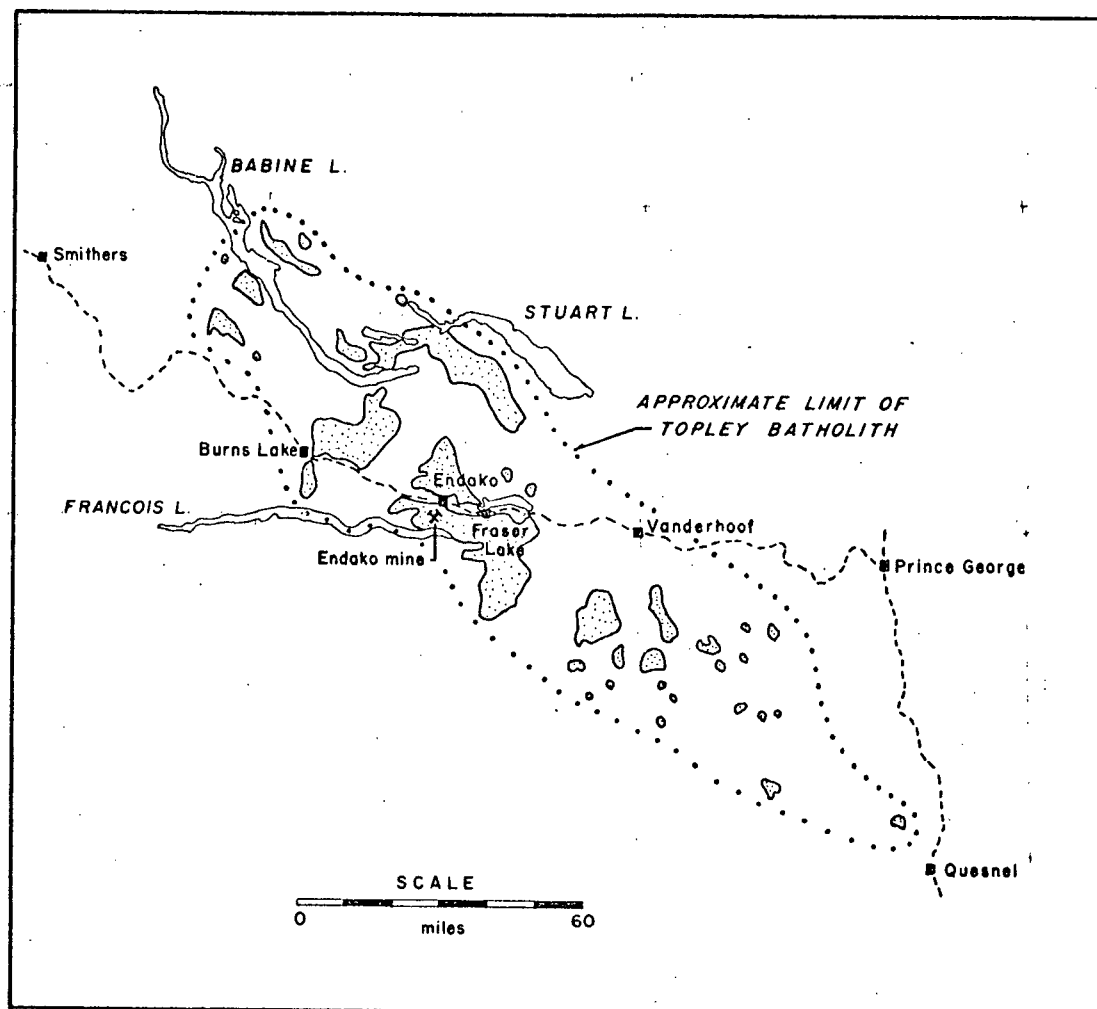 BABINE L.
Smithers
STUART L.
APPROXIMATE LIMIT OF
TOPLEY BATHOLITH
Burns Lake
Endako
FRANCOIS L.
Fraser
Lake
Vanderhoof
Endako mine
Prince George
SCALE
0 60
miles
Quesnel